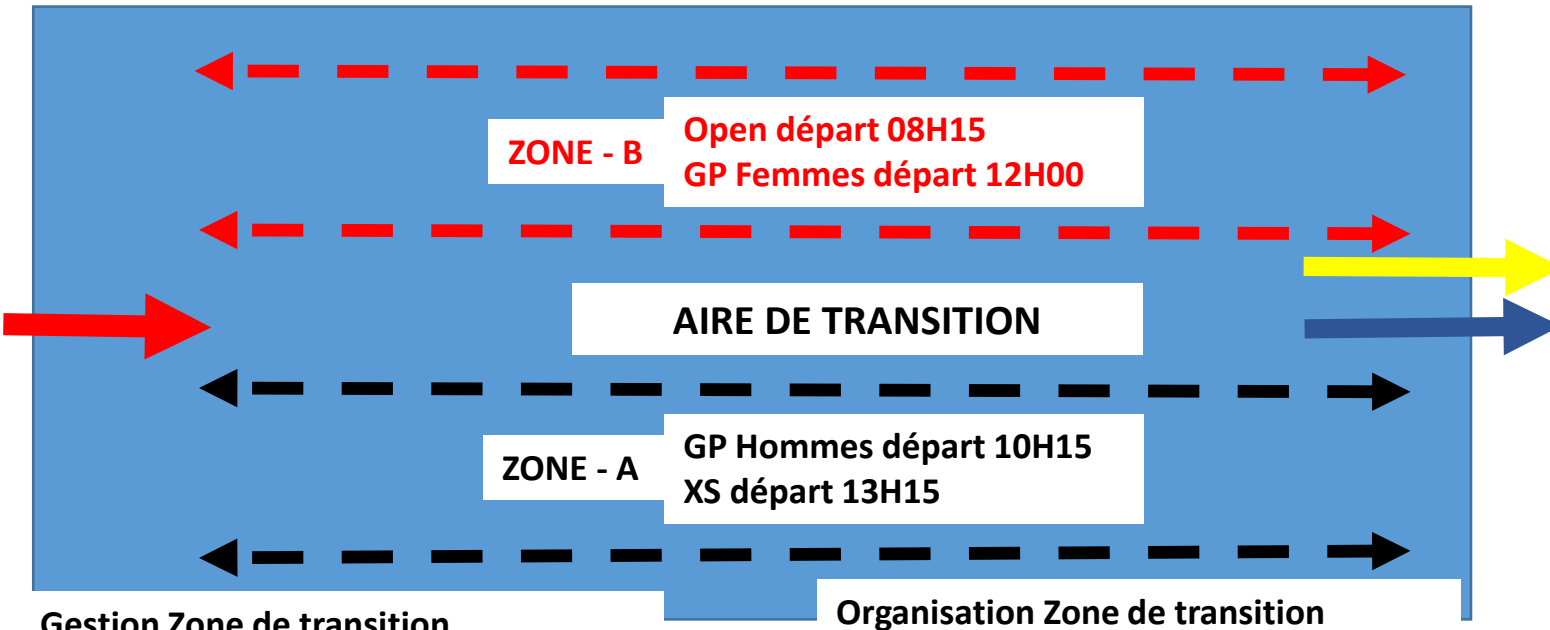 ZONE - B
Open départ 08H15
GP Femmes départ 12H00
AIRE DE TRANSITION
ZONE - A
GP Hommes départ 10H15
XS départ 13H15
Gestion Zone de transition
Organisation Zone de transition